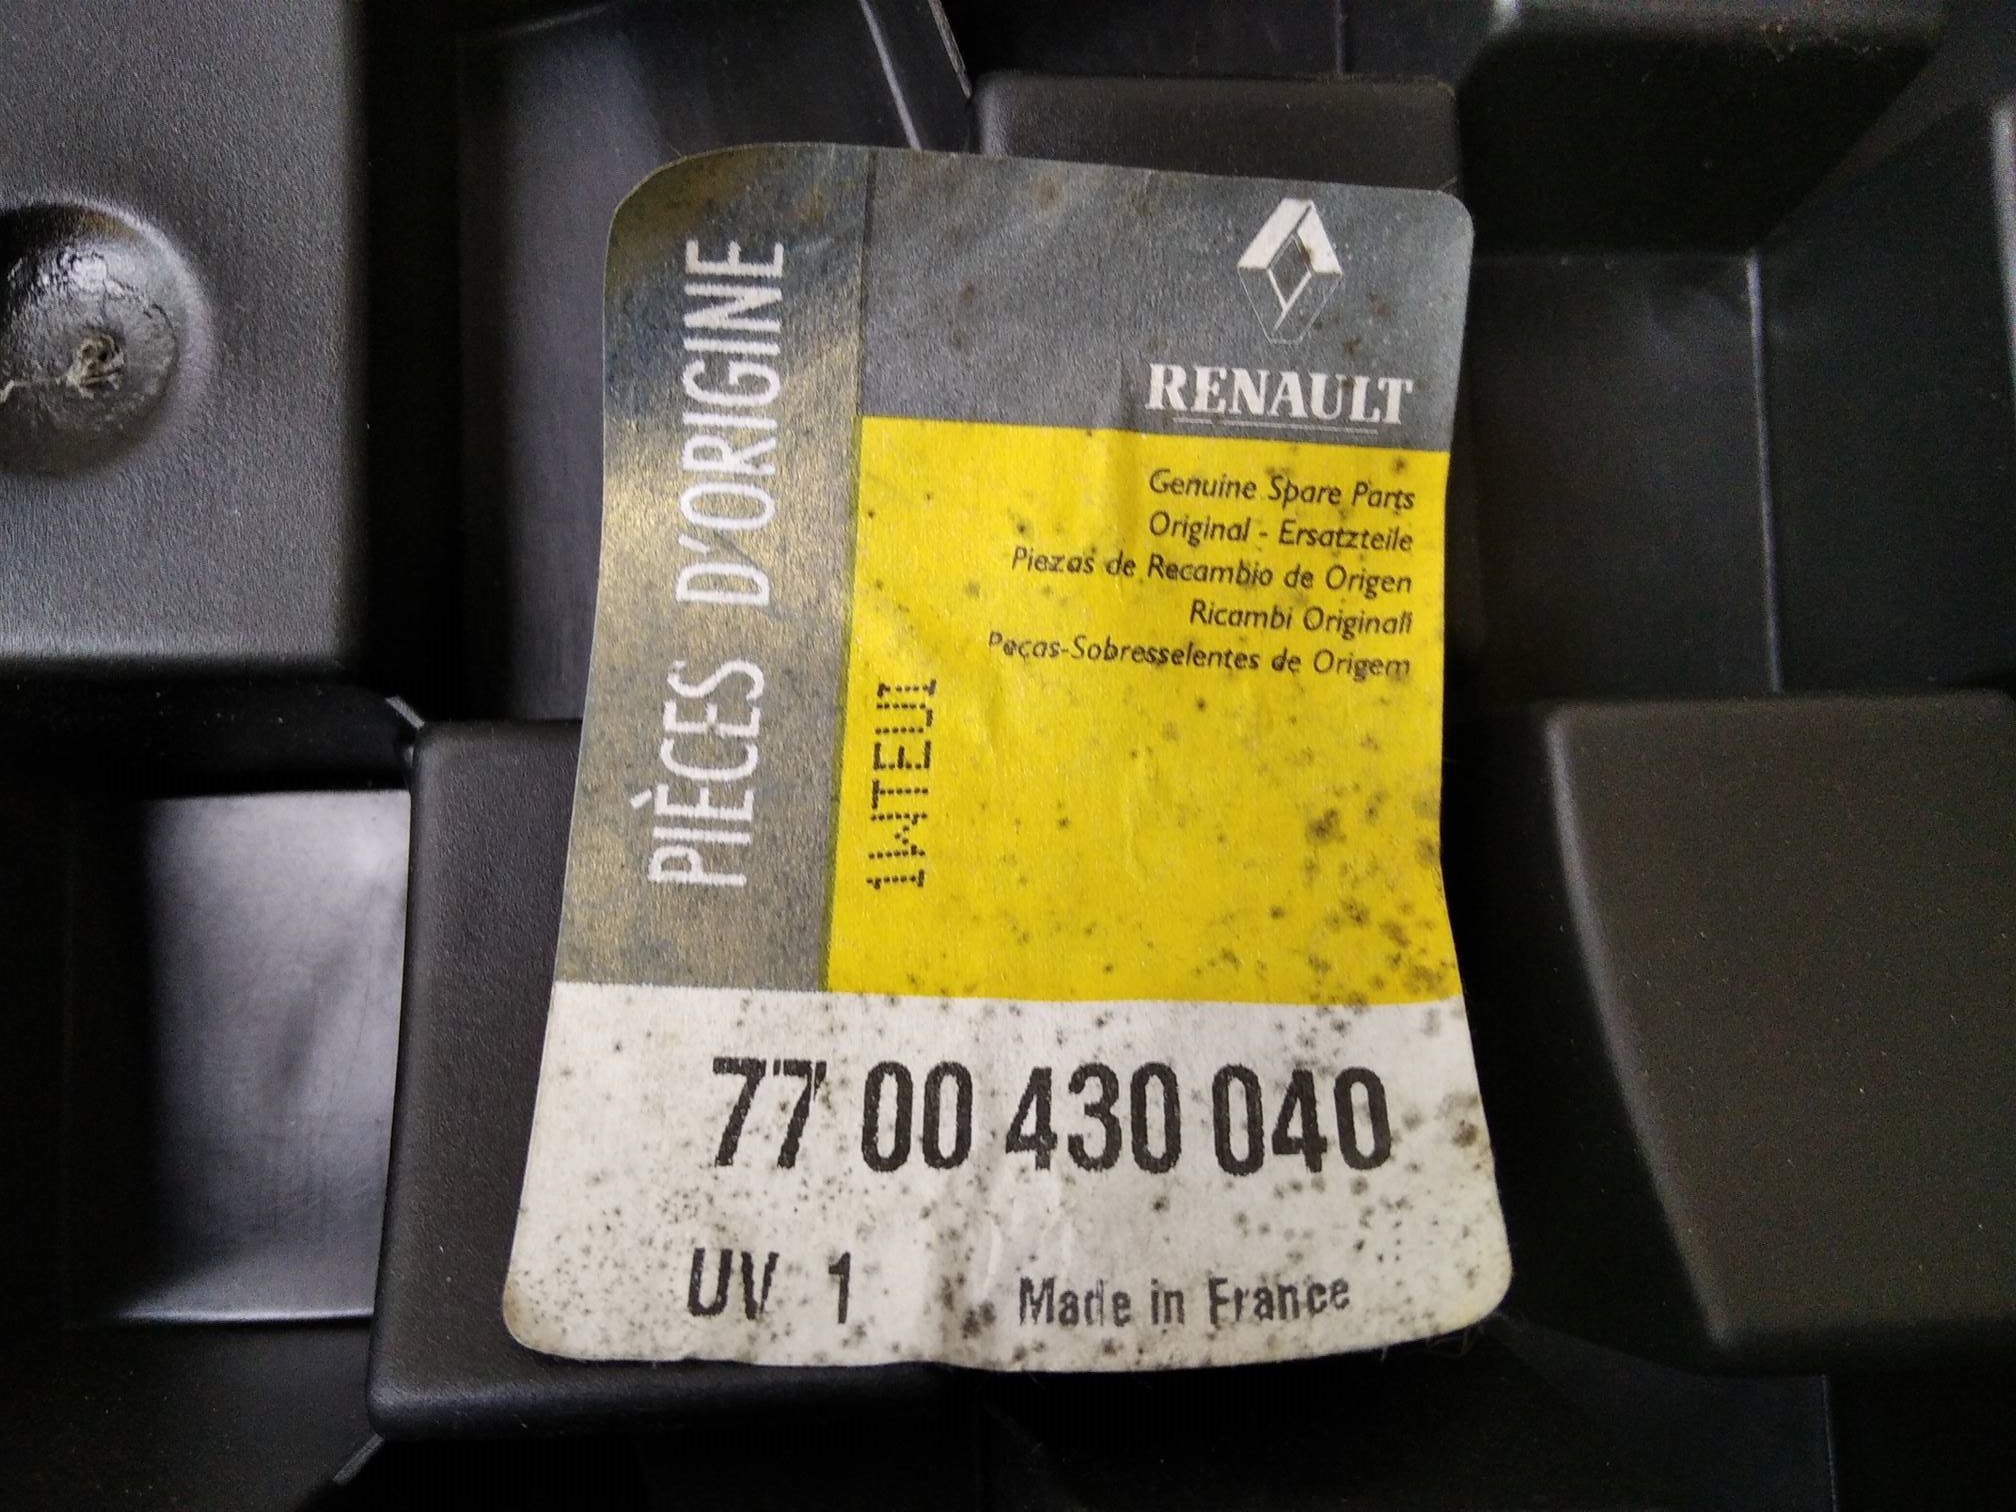 PIÈCES D'ORIGINE
RENAULT
Genuine Spare Parts
Original - Ersatzteile
Piezas de Recambio de Origen
Ricambi Originali
Peças-Sobresselentes de Origem
1WTEU1
77 00 430 040
UV 1 Made in France